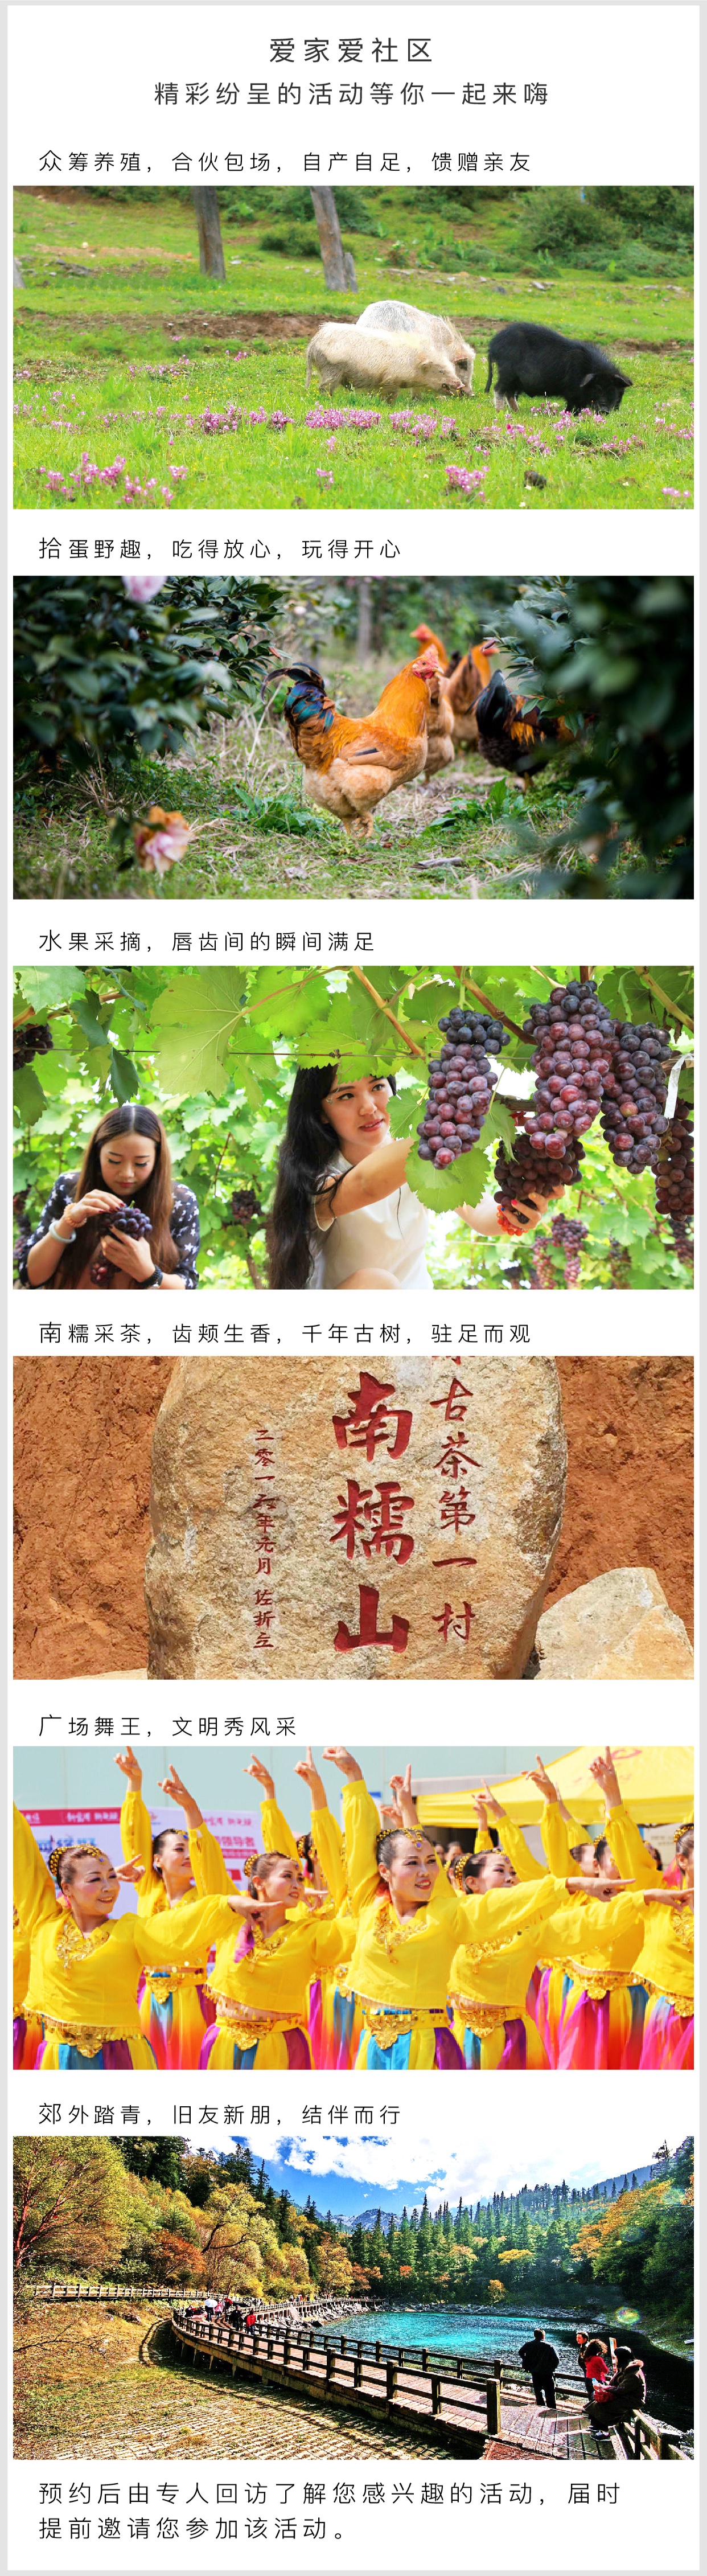 爱家爱社区
精彩纷呈的活动等你一起来嗨
众筹养殖，合伙包场，自产自足，馈赠亲友
拾蛋野趣，吃得放心，玩得开心
水果采摘，唇齿间的瞬间满足
南糯采茶，齿颊生香，千年古树，驻足而观
古茶第一村
南糯山
二零一六年元月 佐折立
广场舞王，文明秀风采
领导者
郊外踏青，旧友新朋，结伴而行
预约后由专人回访了解您感兴趣的活动，届时
提前邀请您参加该活动。